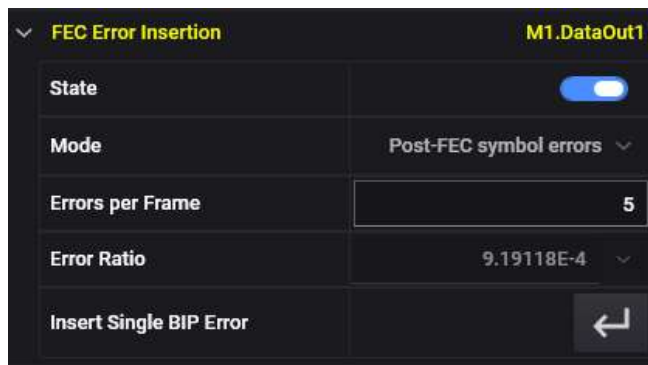 FEC Error Insertion M1.DataOut1
State
Mode Post-FEC symbol errors
Errors per Frame 5
Error Ratio 9.19118E-4
Insert Single BIP Error